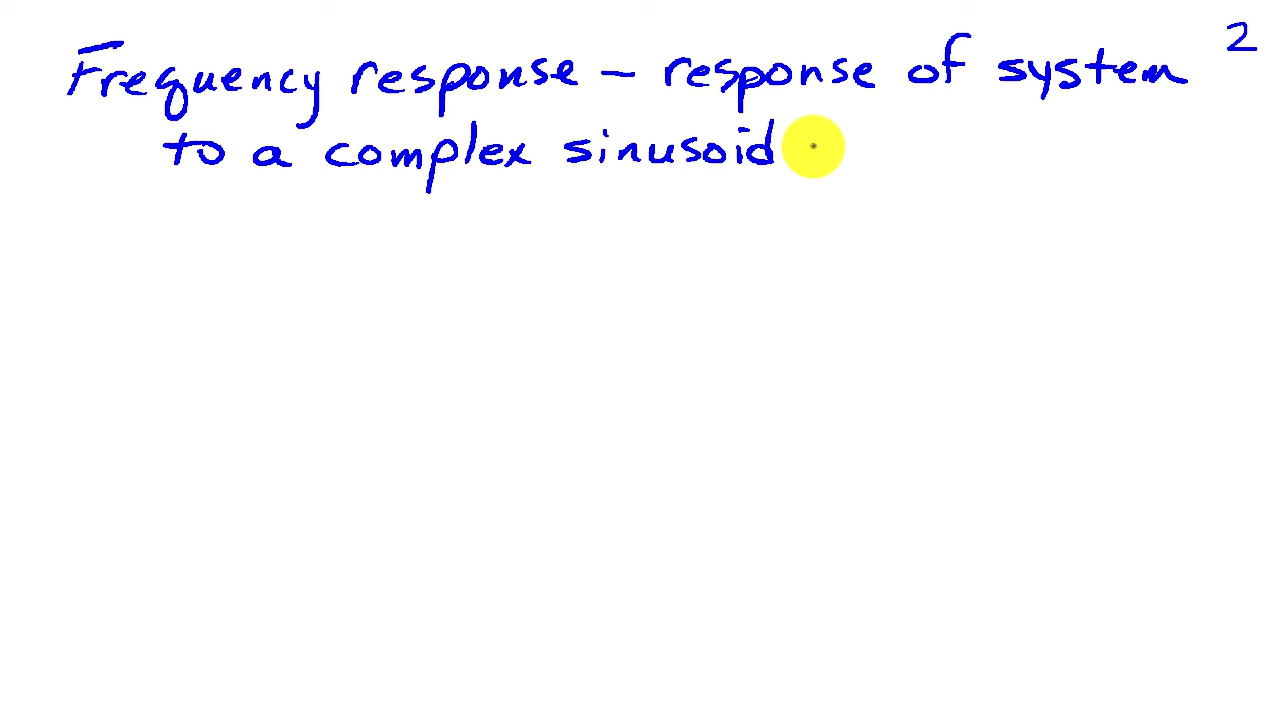 2
Frequency response – response of system
to a complex sinusoid